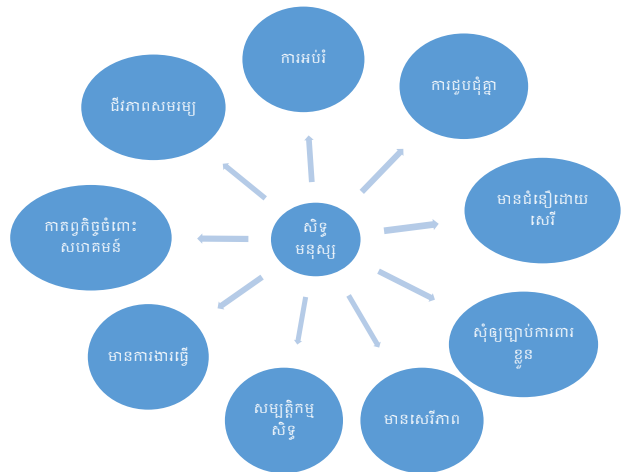 ការអប់រំ
ការជួបជុំគ្នា
មានជំនឿដោយ
សេរី
សុំឲ្យច្បាប់ការពារ
ខ្លួន
មានសេរីភាព
សម្បត្តិកម្ម
សិទ្ធ
មានការងារធ្វើ
កាតព្វកិច្ចចំពោះ
សហគមន៍
ជីវភាពសមរម្យ
សិទ្ធ
មនុស្ស